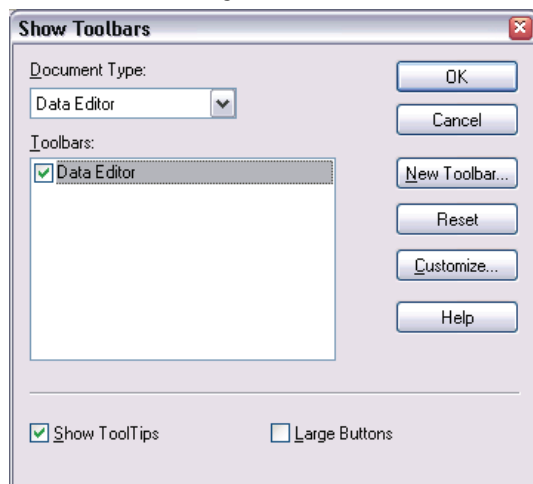 Show Toolbars
Document Type:
Data Editor
Toolbars:
Data Editor
OK
Cancel
New Toolbar...
Reset
Customize...
Help
Show ToolTips
Large Buttons